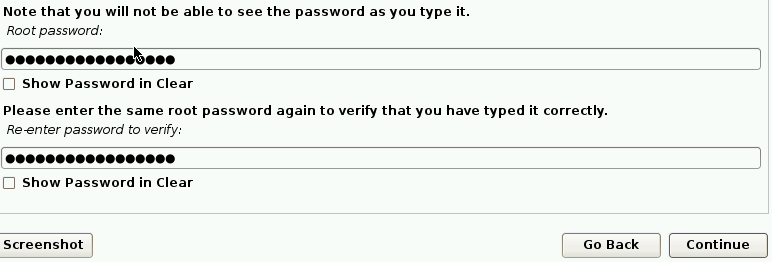 Note that you will not be able to see the password as you type it.
Root password:
●●●●●●●●●●●●●●●●●
Show Password in Clear
Please enter the same root password again to verify that you have typed it correctly.
Re-enter password to verify:
●●●●●●●●●●●●●●●●●
Show Password in Clear
Screenshot Go Back Continue